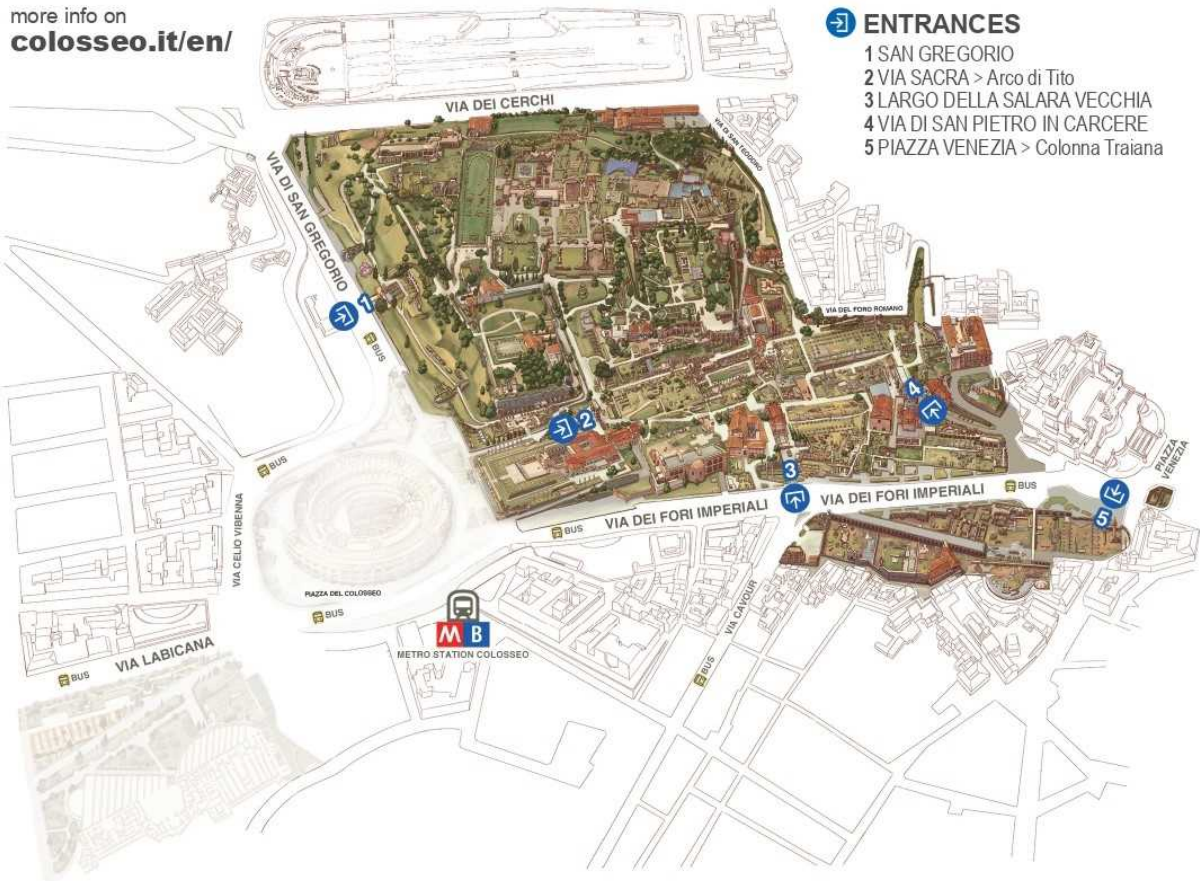 more info on
colosseo.it/en/
ENTRANCES
1 SAN GREGORIO
2 VIA SACRA > Arco di Tito
3 LARGO DELLA SALARA VECCHIA
4 VIA DI SAN PIETRO IN CARCERE
5 PIAZZA VENEZIA > Colonna Traiana
VIA DEI CERCHI
VIA DI SAN TEODORO
VIA DI SAN GREGORIO
1
BUS
VIA DEL FORO ROMANO
4
2
3
PIAZZA
VENEZIA
BUS
VIA CELIO VIBENNA
BUS
VIA DEI FORI IMPERIALI
VIA DEI FORI IMPERIALI
BUS
5
PIAZZA DEL COLOSSEO
BUS
M B
METRO STATION COLOSSEO
VIA CAVOUR
BUS
VIA LABICANA
BUS